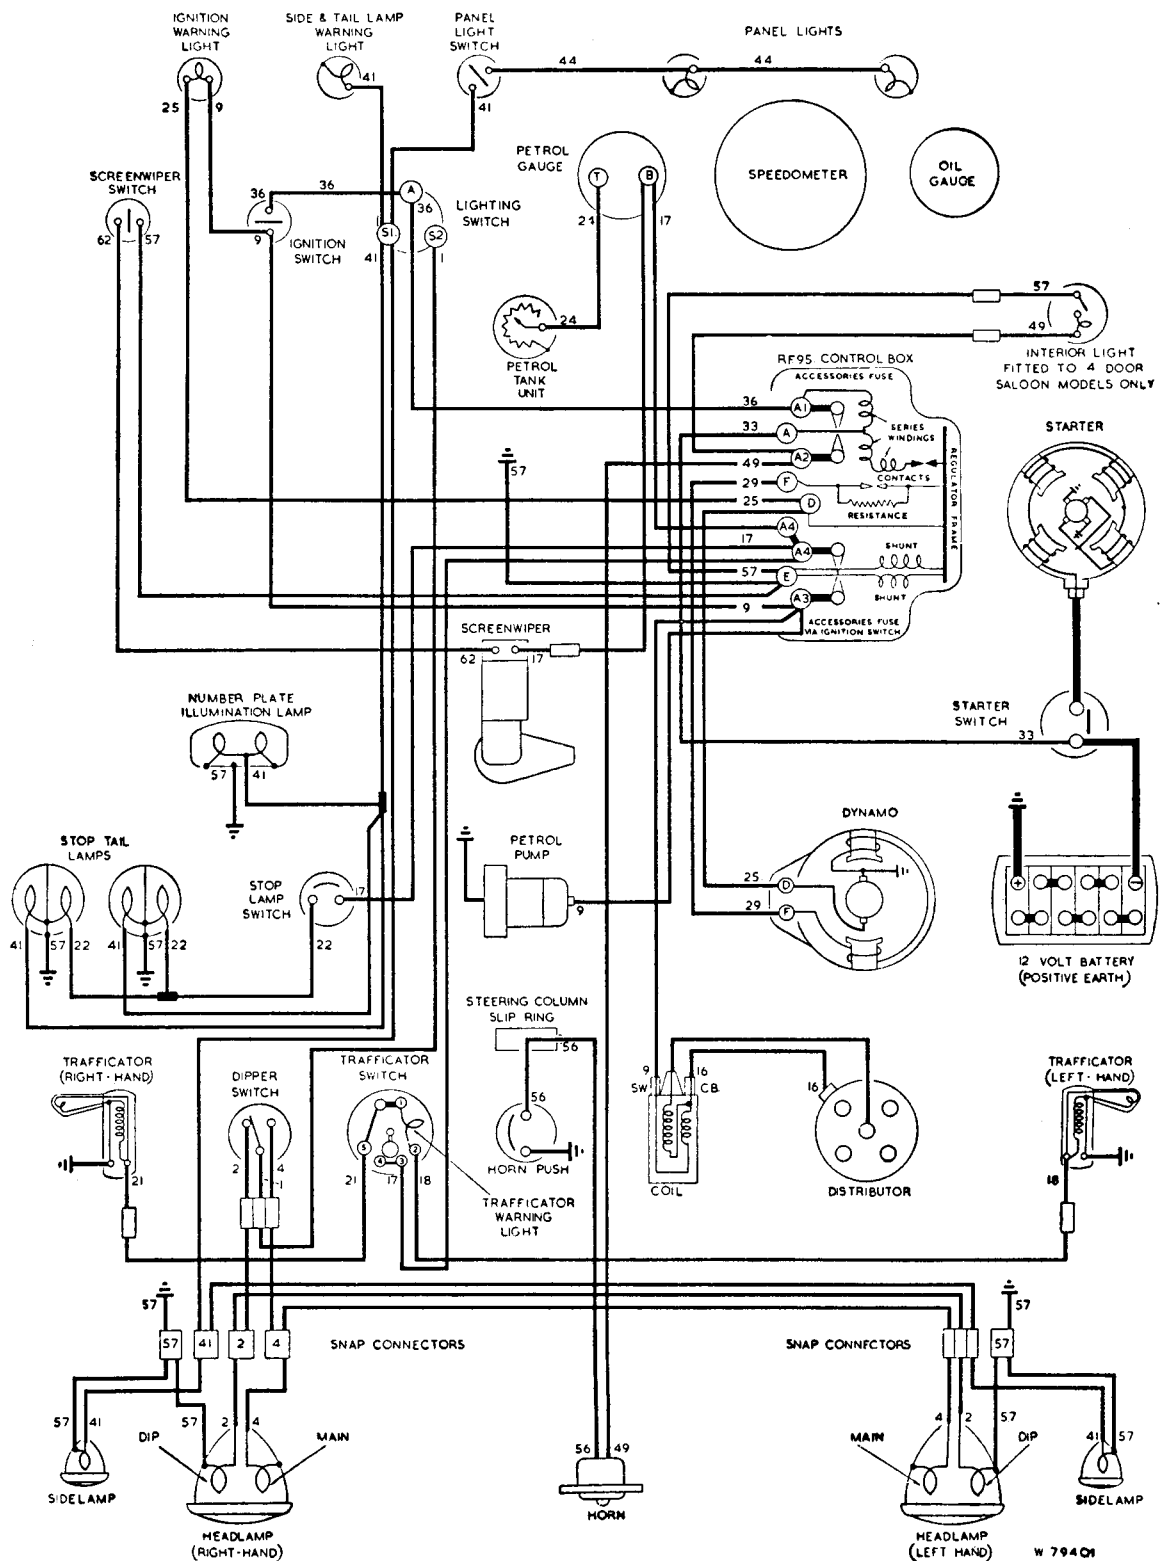 IGNITION
WARNING
LIGHT
SIDE & TAIL LAMP
WARNING
LIGHT
PANEL
LIGHT
SWITCH
PANEL LIGHTS
44
44
41
41
25
9
PETROL
GAUGE
T
B
SPEEDOMETER
OIL
GAUGE
SCREENWIPER
SWITCH
36
36
A
36
LIGHTING
SWITCH
62
57
9
IGNITION
SWITCH
S1
41
S2
1
21
17
24
PETROL
TANK
UNIT
57
49
INTERIOR LIGHT
FITTED TO 4 DOOR
SALOON MODELS ONLY
RF95 CONTROL BOX
ACCESSORIES FUSE
36
A1
33
A
SERIES
WINDINGS
57
49
A2
CONTACTS
29
F
25
D
RESISTANCE
REGULATOR FRAME
A4
17
A4
SHUNT
57
E
SHUNT
9
A3
ACCESSORIES FUSE
VIA IGNITION SWITCH
STARTER
SCREENWIPER
62
17
NUMBER PLATE
ILLUMINATION LAMP
57
41
STARTER
SWITCH
33
STOP TAIL
LAMPS
STOP
LAMP
SWITCH
17
22
41
57
22
41
57
22
PETROL
PUMP
9
DYNAMO
25
D
29
F
+
−
12 VOLT BATTERY
(POSITIVE EARTH)
STEERING COLUMN
SLIP RING
56
TRAFFICATOR
(RIGHT-HAND)
21
DIPPER
SWITCH
2
4
1
TRAFFICATOR
SWITCH
1
5
4
3
2
21
17
18
TRAFFICATOR
WARNING
LIGHT
56
HORN PUSH
9
16
SW
CB
COIL
16
DISTRIBUTOR
TRAFFICATOR
(LEFT-HAND)
18
57
57
41
2
4
SNAP CONNECTORS
SNAP CONNECTORS
57
57
57
41
57
2
4
DIP
MAIN
SIDELAMP
HEADLAMP
(RIGHT-HAND)
56
49
HORN
4
2
57
MAIN
DIP
41
57
SIDELAMP
HEADLAMP
(LEFT HAND)
W 79401